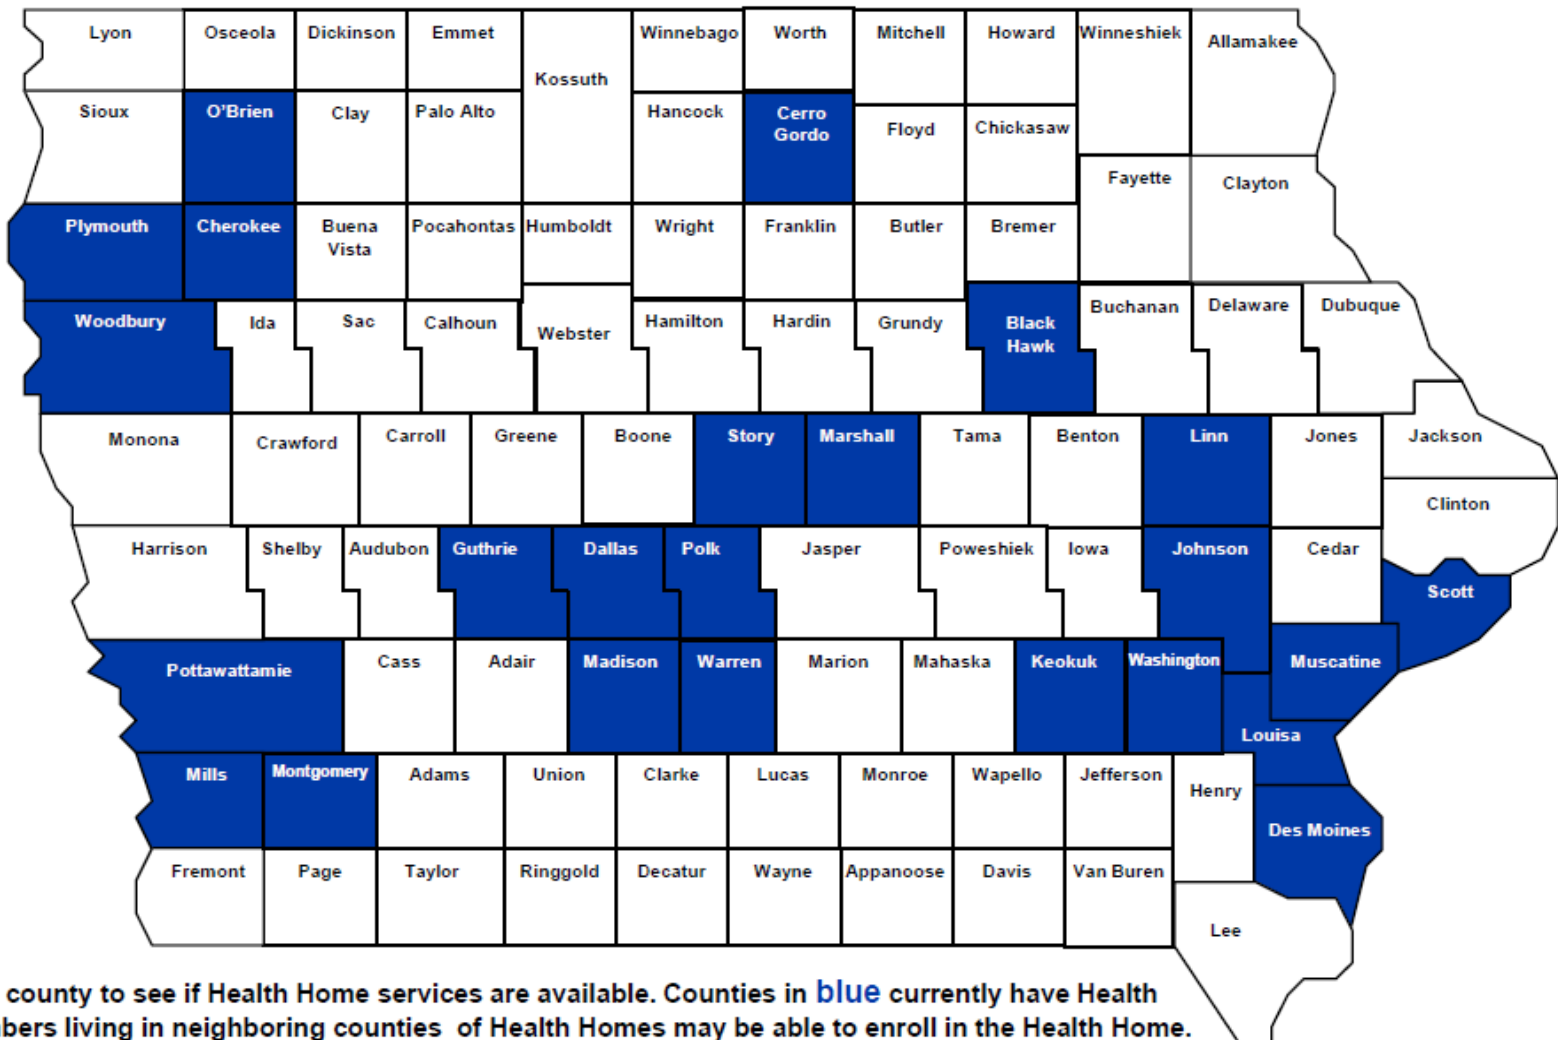 Lyon Osceola Dickinson Emmet Kossuth Winnebago Worth Mitchell Howard Winneshiek Allamakee
Sioux O'Brien Clay Palo Alto Hancock Cerro Gordo Floyd Chickasaw Fayette Clayton
Plymouth Cherokee Buena Vista Pocahontas Humboldt Wright Franklin Butler Bremer
Woodbury Ida Sac Calhoun Webster Hamilton Hardin Grundy Black Hawk Buchanan Delaware Dubuque
Monona Crawford Carroll Greene Boone Story Marshall Tama Benton Linn Jones Jackson
Clinton
Harrison Shelby Audubon Guthrie Dallas Polk Jasper Poweshiek Iowa Johnson Cedar Scott
Pottawattamie Cass Adair Madison Warren Marion Mahaska Keokuk Washington Muscatine
Louisa
Mills Montgomery Adams Union Clarke Lucas Monroe Wapello Jefferson Henry
Des Moines
Fremont Page Taylor Ringgold Decatur Wayne Appanoose Davis Van Buren Lee
county to see if Health Home services are available. Counties in blue currently have Health
bers living in neighboring counties of Health Homes may be able to enroll in the Health Home.